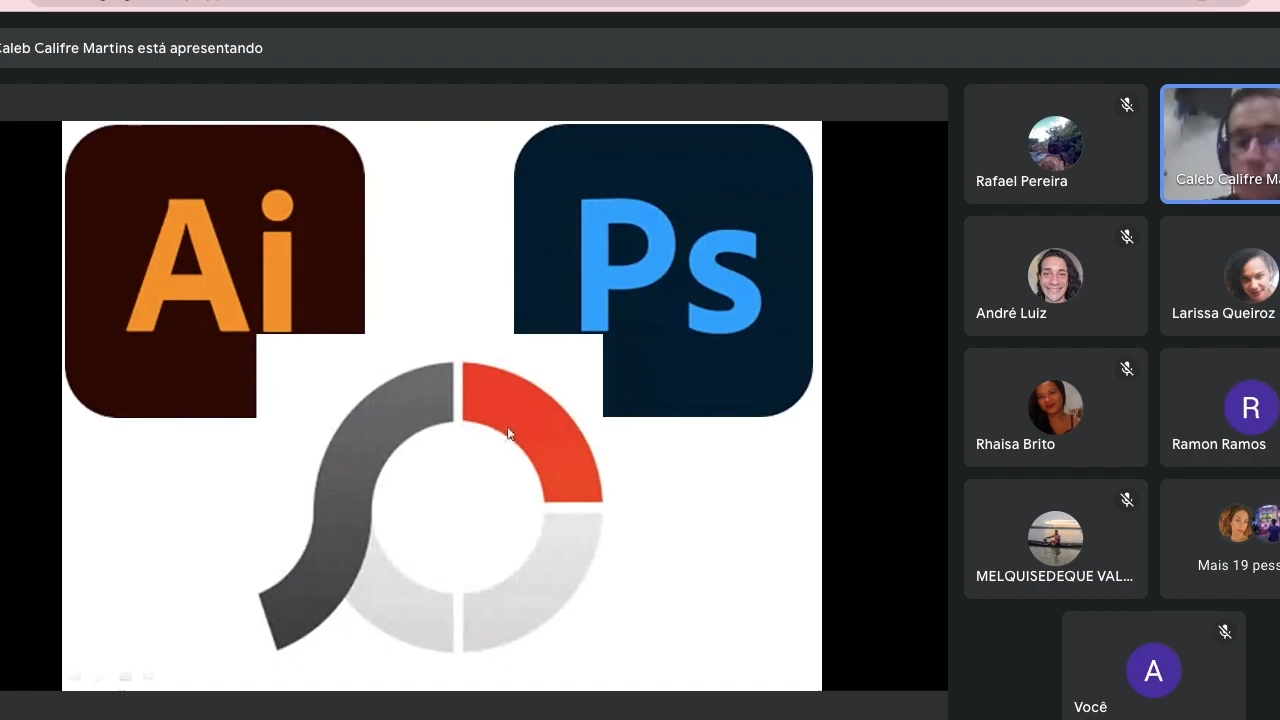 Caleb Califre Martins está apresentando
Ai
Ps
Rafael Pereira
Caleb Califre Ma
André Luiz
Larissa Queiroz
Rhaisa Brito
R
Ramon Ramos
MELQUISEDEQUE VAL...
Mais 19 pess
A
Você